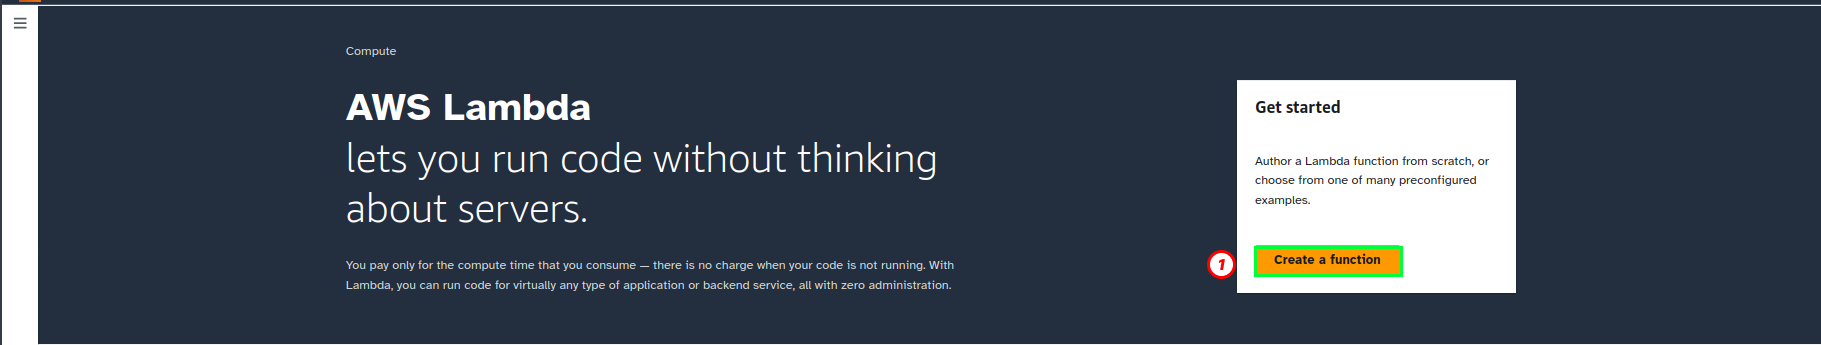 Compute
AWS Lambda
lets you run code without thinking
about servers.
You pay only for the compute time that you consume — there is no charge when your code is not running. With
Lambda, you can run code for virtually any type of application or backend service, all with zero administration.
Get started
Author a Lambda function from scratch, or
choose from one of many preconfigured
examples.
1
Create a function